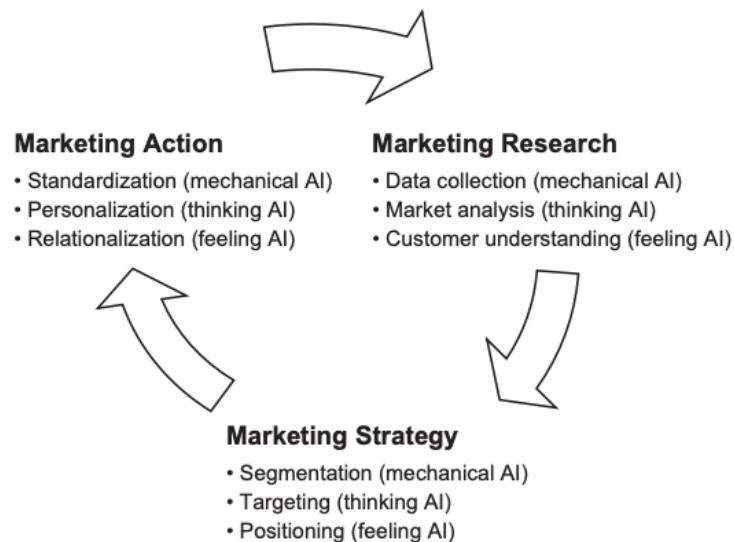 Marketing Action
• Standardization (mechanical AI)
• Personalization (thinking AI)
• Relationalization (feeling AI)
Marketing Research
• Data collection (mechanical AI)
• Market analysis (thinking AI)
• Customer understanding (feeling AI)
Marketing Strategy
• Segmentation (mechanical AI)
• Targeting (thinking AI)
• Positioning (feeling AI)